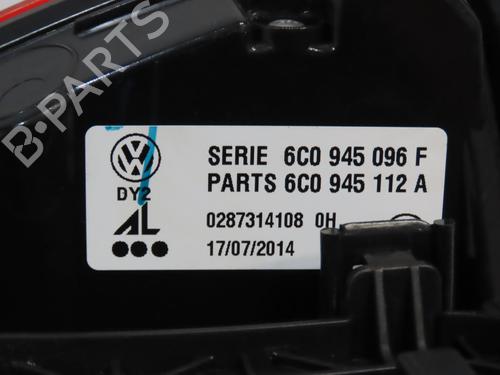 B-PARTS
SERIE 6C0 945 096 F
PARTS 6C0 945 112 A
DY2
AL
0287314108 0H
17/07/2014